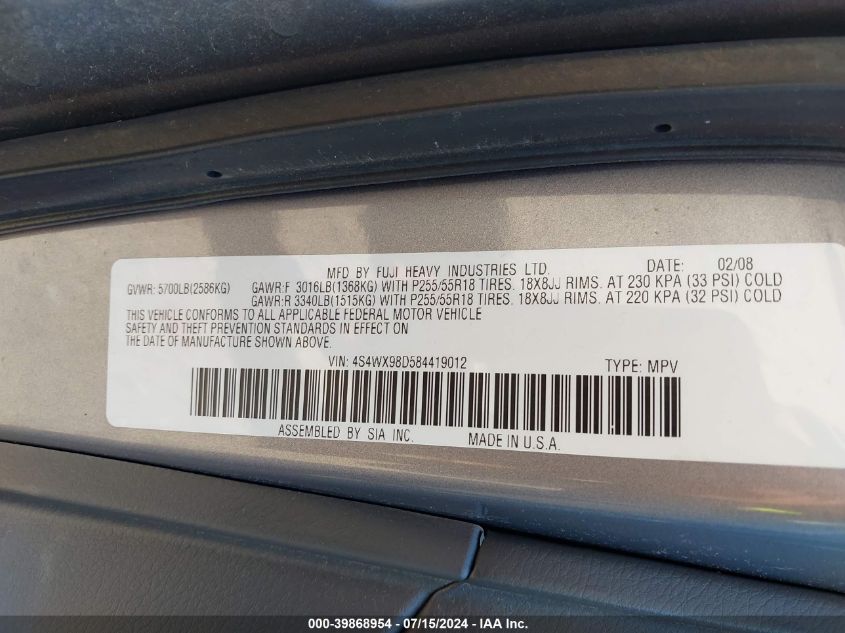 MFD BY FUJI HEAVY INDUSTRIES LTD. DATE: 02/08
GVWR: 5700LB(2586KG) GAWR:F 3016LB(1368KG) WITH P255/55R18 TIRES. 18X8JJ RIMS. AT 230 KPA (33 PSI) COLD
GAWR:R 3340LB(1515KG) WITH P255/55R18 TIRES. 18X8JJ RIMS. AT 220 KPA (32 PSI) COLD
THIS VEHICLE CONFORMS TO ALL APPLICABLE FEDERAL MOTOR VEHICLE
SAFETY AND THEFT PREVENTION STANDARDS IN EFFECT ON
THE DATE OF MANUFACTURE SHOWN ABOVE.
VIN: 4S4WX98D584419012 TYPE: MPV
ASSEMBLED BY SIA INC. MADE IN U.S.A.
000-39868954 / 07/15/2024 / IAAI.COM